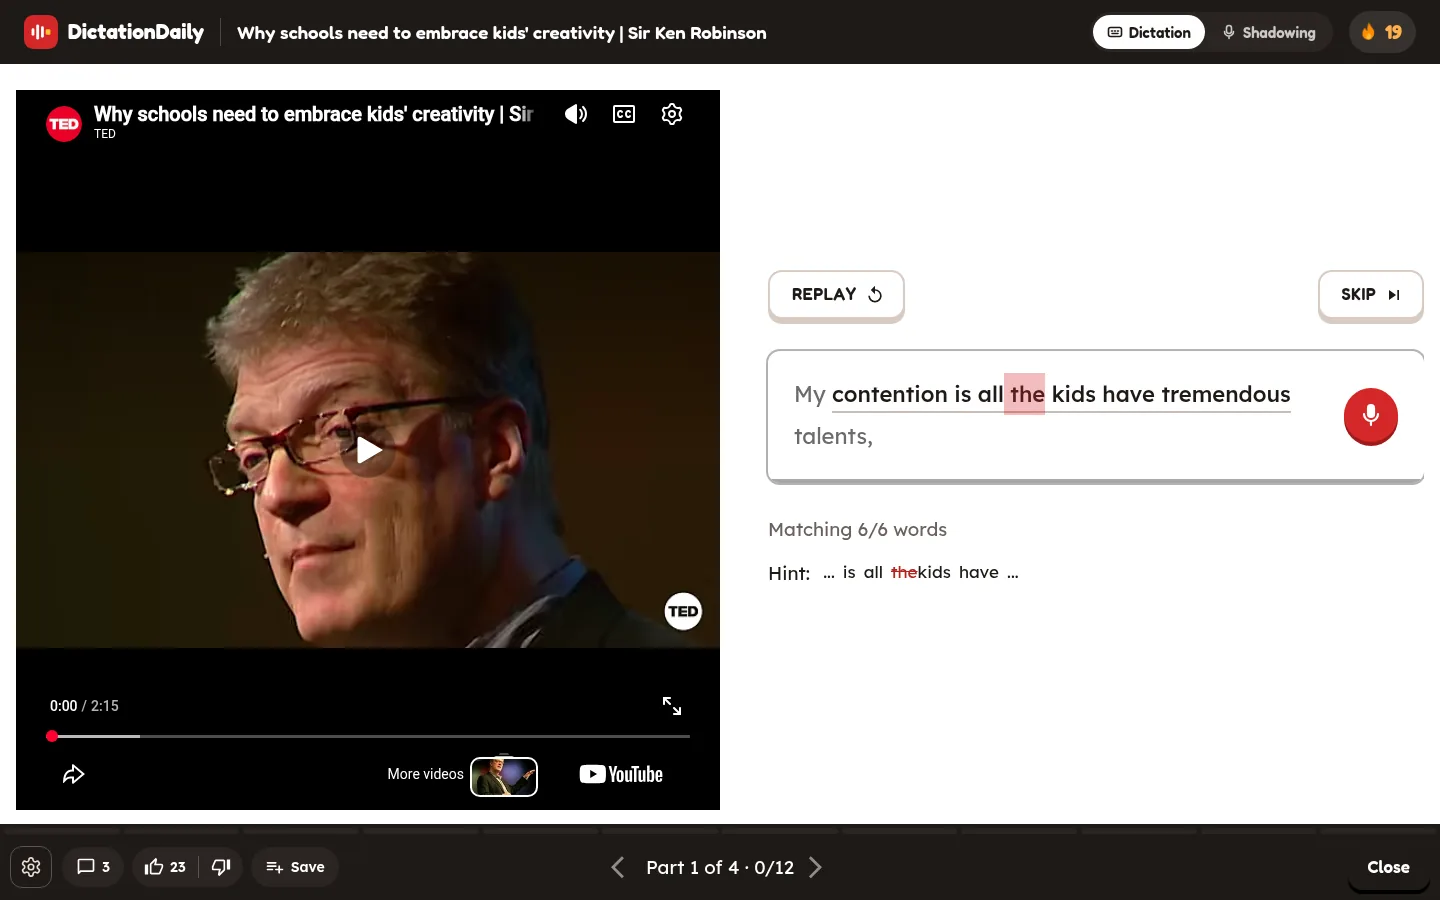 DictationDaily
Why schools need to embrace kids' creativity | Sir Ken Robinson
Dictation
Shadowing
19
TED
Why schools need to embrace kids' creativity | Sir
TED
CC
TED
0:00 / 2:15
More videos
YouTube
REPLAY
SKIP
My contention is all the kids have tremendous
talents,
Matching 6/6 words
Hint: ... is all thekids have ...
3
23
Save
Part 1 of 4 · 0/12
Close